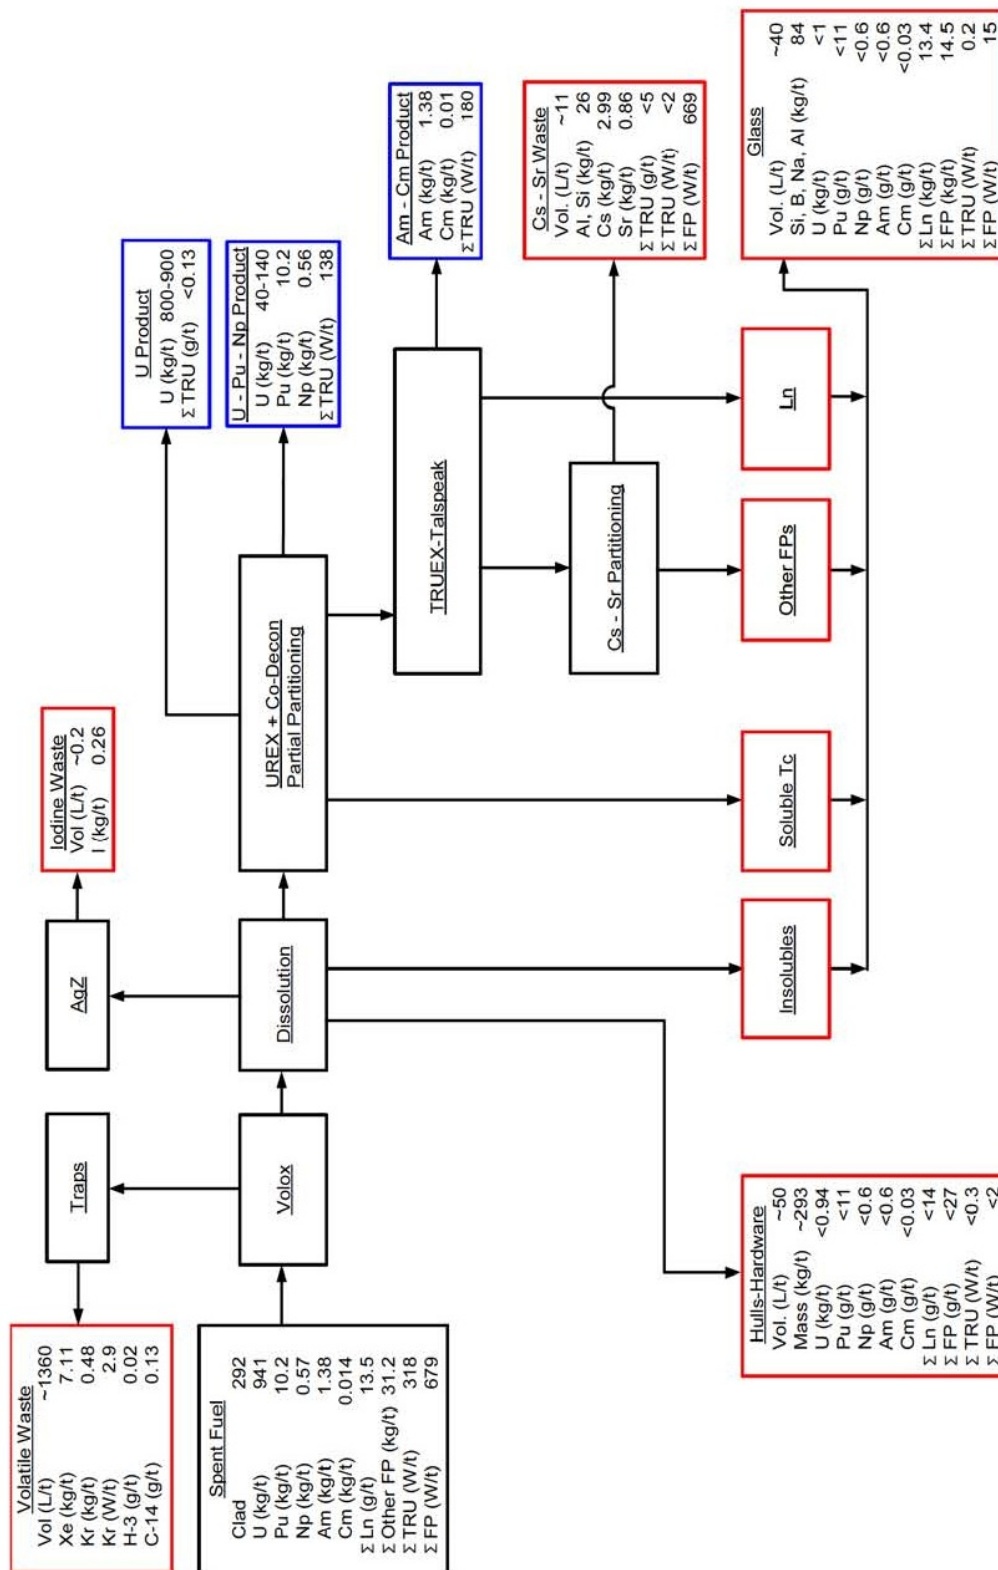 Volatile Waste
Vol (L/t) ~1360
Xe (kg/t) 7.11
Kr (kg/t) 0.48
Kr (W/t) 2.9
H-3 (g/t) 0.02
C-14 (g/t) 0.13
Traps
AgZ
Iodine Waste
Vol (L/t) ~0.2
I (kg/t) 0.26
U Product
U (kg/t) 800-900
Σ TRU (g/t) <0.13
Spent Fuel
Clad 292
U (kg/t) 941
Pu (kg/t) 10.2
Np (kg/t) 0.57
Am (kg/t) 1.38
Cm (kg/t) 0.014
Σ Ln (g/t) 13.5
Σ Other FP (kg/t) 31.2
Σ TRU (W/t) 318
Σ FP (W/t) 679
Volox
Dissolution
UREX + Co-Decon
Partial Partitioning
U - Pu - Np Product
U (kg/t) 40-140
Pu (kg/t) 10.2
Np (kg/t) 0.56
Σ TRU (W/t) 138
TRUEX-Talspeak
Am - Cm Product
Am (kg/t) 1.38
Cm (kg/t) 0.01
Σ TRU (W/t) 180
Cs - Sr Partitioning
Cs - Sr Waste
Vol. (L/t) ~11
Al, Si (kg/t) 26
Cs (kg/t) 2.99
Sr (kg/t) 0.86
Σ TRU (g/t) <5
Σ TRU (W/t) <2
Σ FP (W/t) 669
Hulls-Hardware
Vol. (L/t) ~50
Mass (kg/t) ~293
U (kg/t) <0.94
Pu (g/t) <11
Np (g/t) <0.6
Am (g/t) <0.6
Cm (g/t) <0.03
Σ Ln (g/t) <14
Σ FP (g/t) <27
Σ TRU (W/t) <0.3
Σ FP (W/t) <2
Insolubles
Soluble Tc
Other FPs
Ln
Glass
Vol. (L/t) ~40
Si, B, Na, Al (kg/t) 84
U (kg/t) <1
Pu (g/t) <11
Np (g/t) <0.6
Am (g/t) <0.6
Cm (g/t) <0.03
Σ Ln (kg/t) 13.4
Σ FP (kg/t) 14.5
Σ TRU (W/t) 0.2
Σ FP (W/t) 15